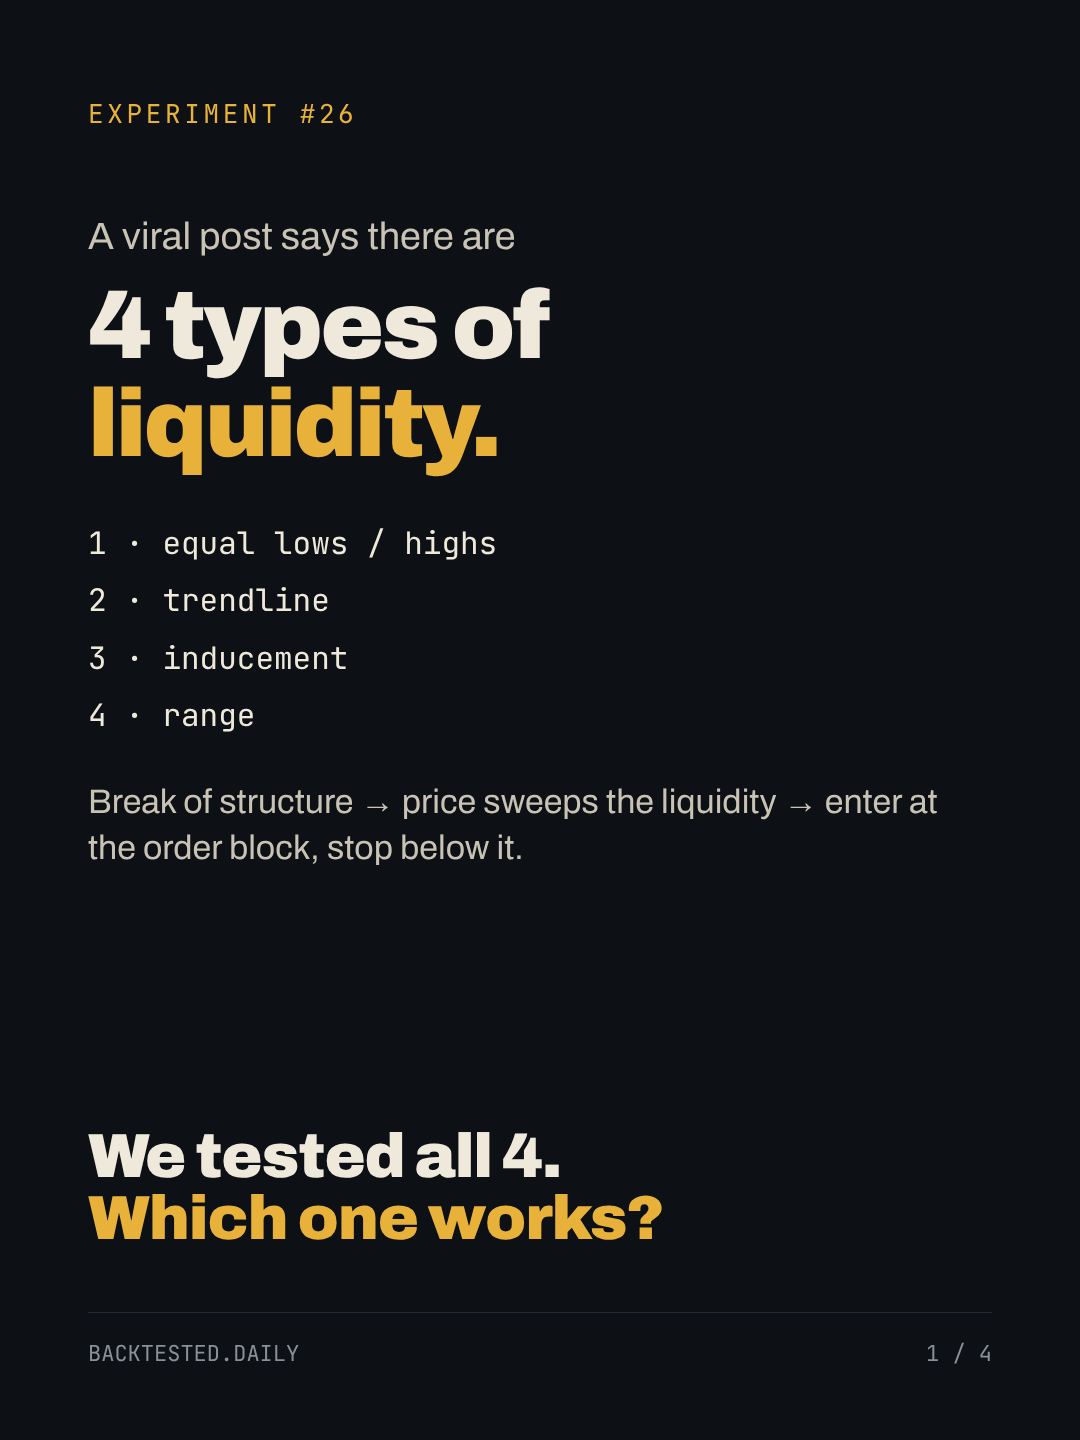 EXPERIMENT #26
A viral post says there are
4 types of
liquidity.
1 · equal lows / highs
2 · trendline
3 · inducement
4 · range
Break of structure → price sweeps the liquidity → enter at
the order block, stop below it.
We tested all 4.
Which one works?
BACKTESTED.DAILY
1 / 4